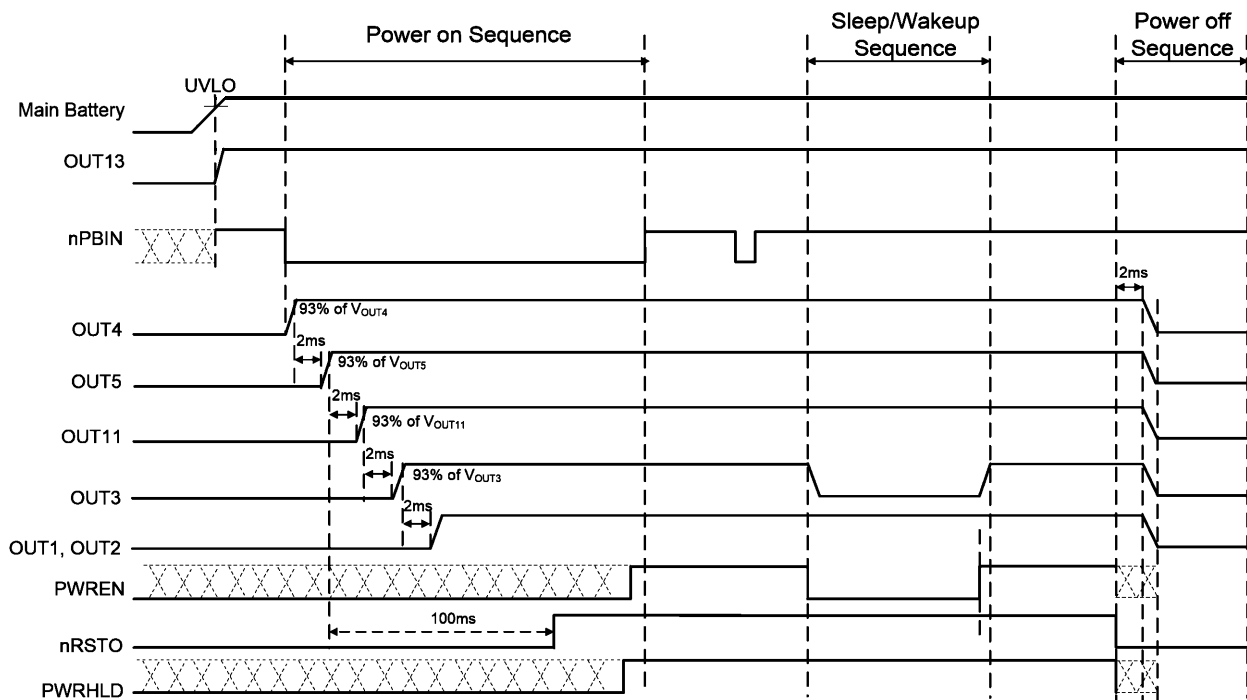 Power on Sequence
Sleep/Wakeup
Sequence
Power off
Sequence
UVLO
Main Battery
OUT13
nPBIN
2ms
93% of VOUT4
OUT4
2ms
93% of VOUT5
OUT5
2ms
93% of VOUT11
OUT11
2ms
93% of VOUT3
OUT3
2ms
OUT1, OUT2
PWREN
100ms
nRSTO
PWRHLD